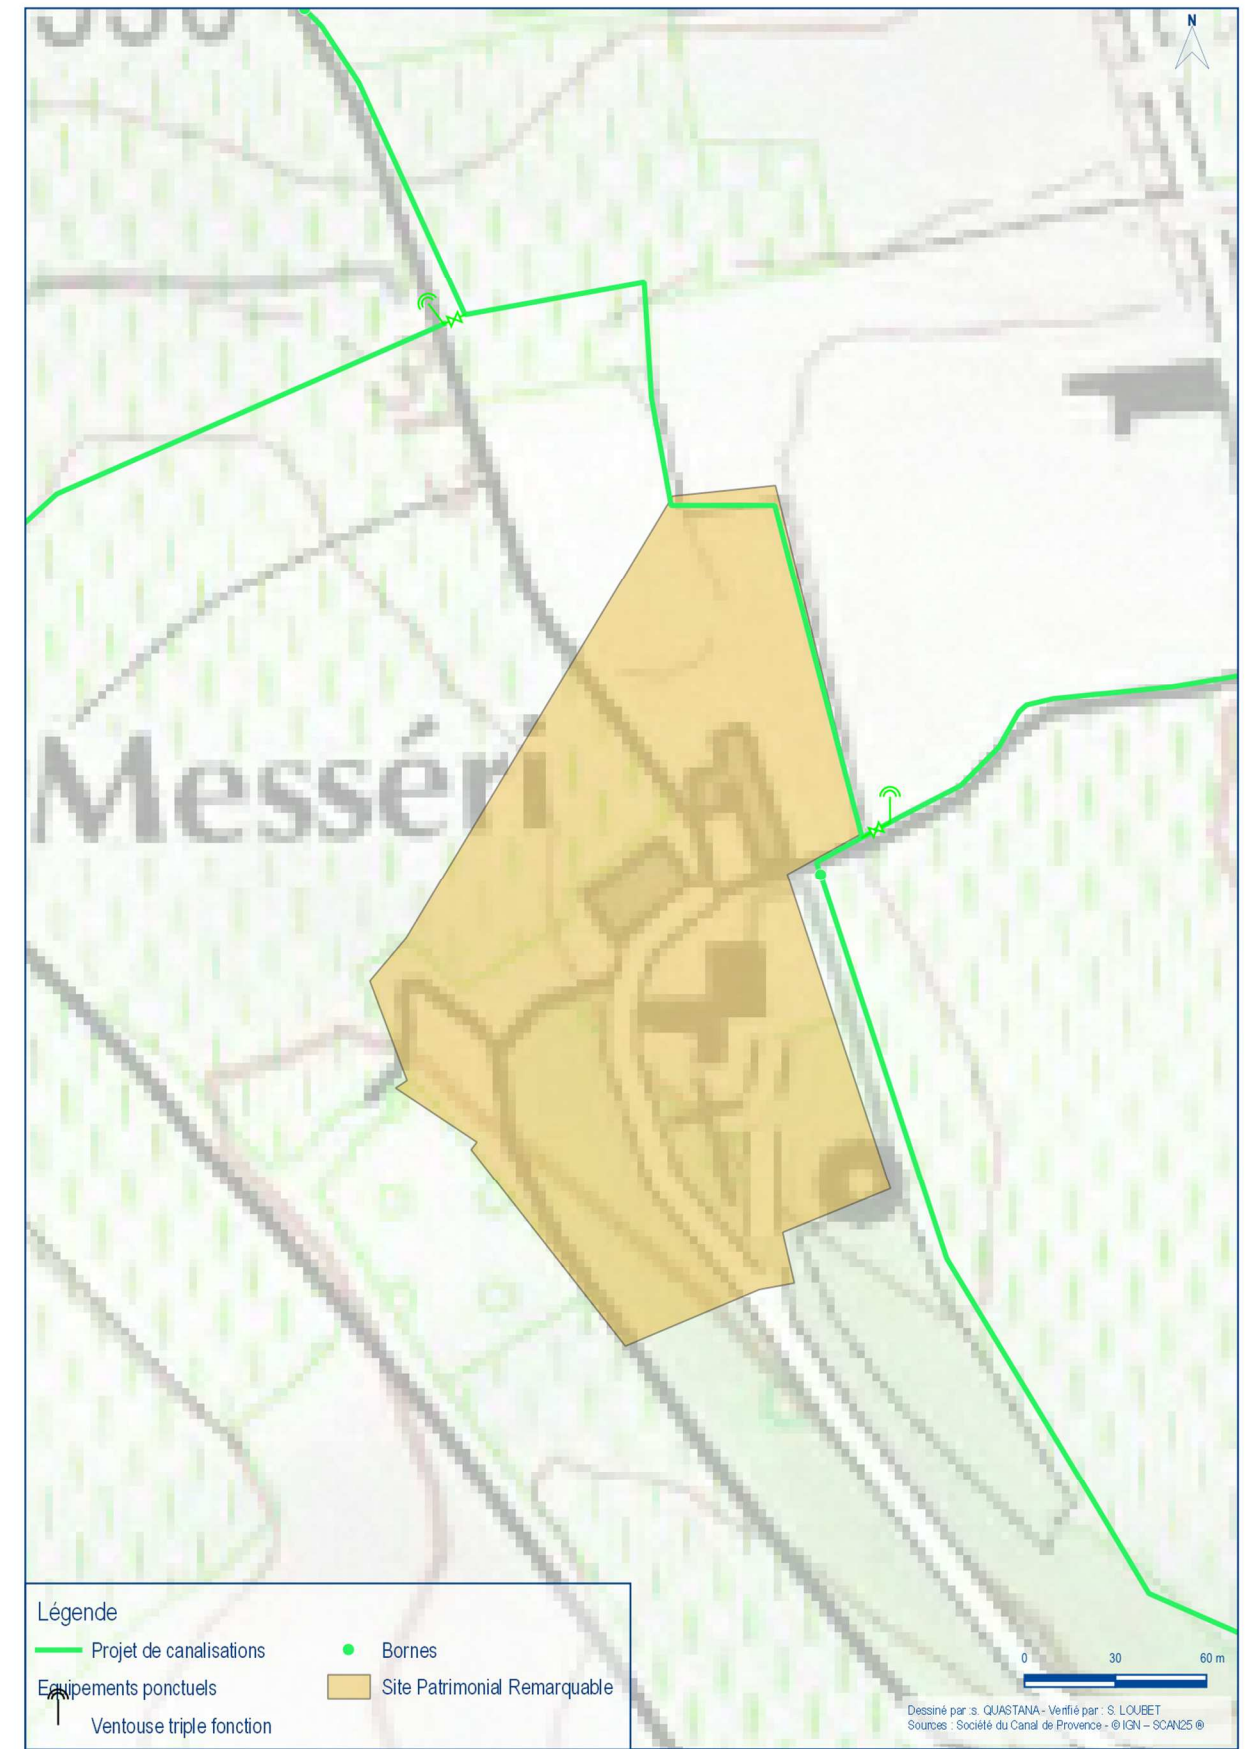 N
Messéri
Légende
Projet de canalisations
Bornes
Equipements ponctuels
Site Patrimonial Remarquable
Ventouse triple fonction
0 30 60 m
Dessiné par :s. QUASTANA - Verifié par : S. LOUBET
Sources : Société du Canal de Provence - © IGN – SCAN25 ®